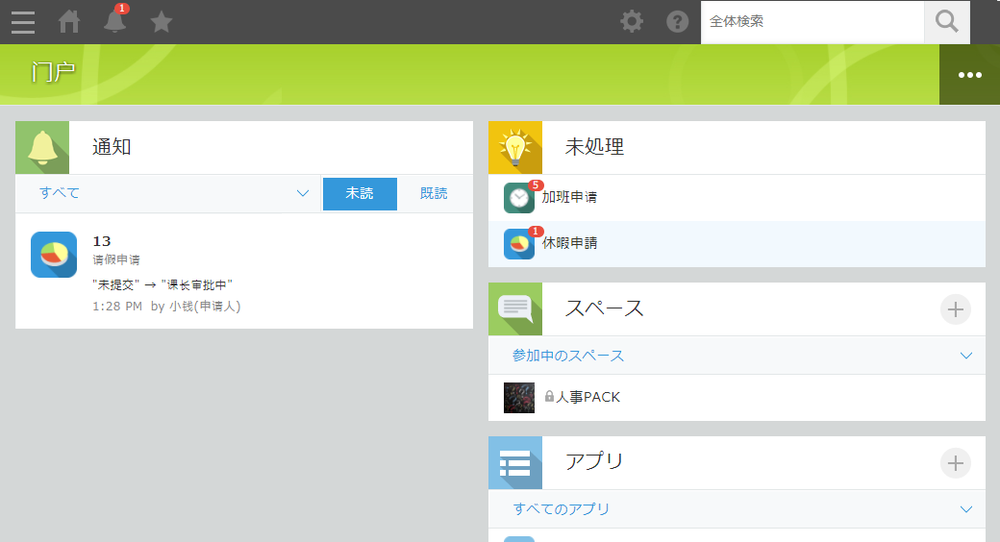 1
全体検索
门户
通知
すべて
未読
既読
13
请假申请
"未提交" → "课长审批中"
1:28 PM by 小钱(申请人)
未処理
5
加班申请
1
休暇申請
スペース
参加中のスペース
人事PACK
アプリ
すべてのアプリ